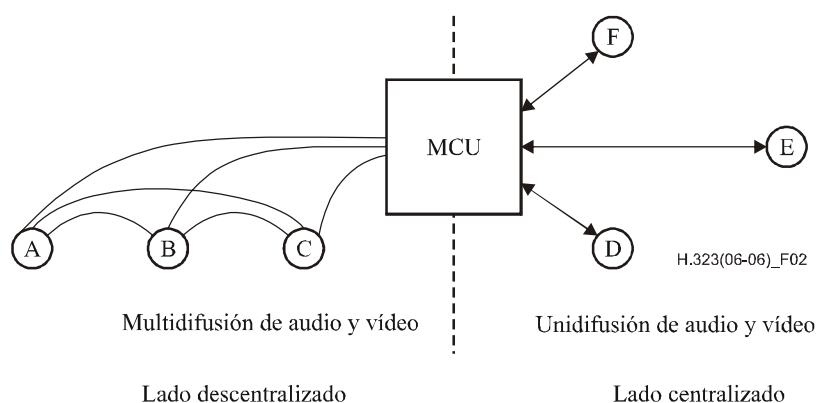 F
MCU
E
A
B
C
D
H.323(06-06)_F02
Multidifusión de audio y vídeo
Unidifusión de audio y vídeo
Lado descentralizado
Lado centralizado